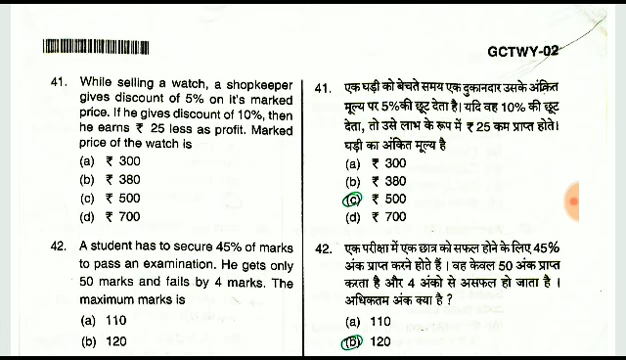 GCTWY-02
41. While selling a watch, a shopkeeper
gives discount of 5% on it's marked
price. If he gives discount of 10%, then
he earns ₹ 25 less as profit. Marked
price of the watch is
(a) ₹ 300
(b) ₹ 380
(c) ₹ 500
(d) ₹ 700
42. A student has to secure 45% of marks
to pass an examination. He gets only
50 marks and fails by 4 marks. The
maximum marks is
(a) 110
(b) 120
41. एक घड़ी को बेचते समय एक दुकानदार उसके अंकित
मूल्य पर 5%की छूट देता है। यदि वह 10% की छूट
देता, तो उसे लाभ के रूप में ₹ 25 कम प्राप्त होते।
घड़ी का अंकित मूल्य है
(a) ₹ 300
(b) ₹ 380
(c) ₹ 500
(d) ₹ 700
42. एक परीक्षा में एक छात्र को सफल होने के लिए 45%
अंक प्राप्त करने होते हैं। वह केवल 50 अंक प्राप्त
करता है और 4 अंको से असफल हो जाता है ।
अधिकतम अंक क्या है ?
(a) 110
(b) 120